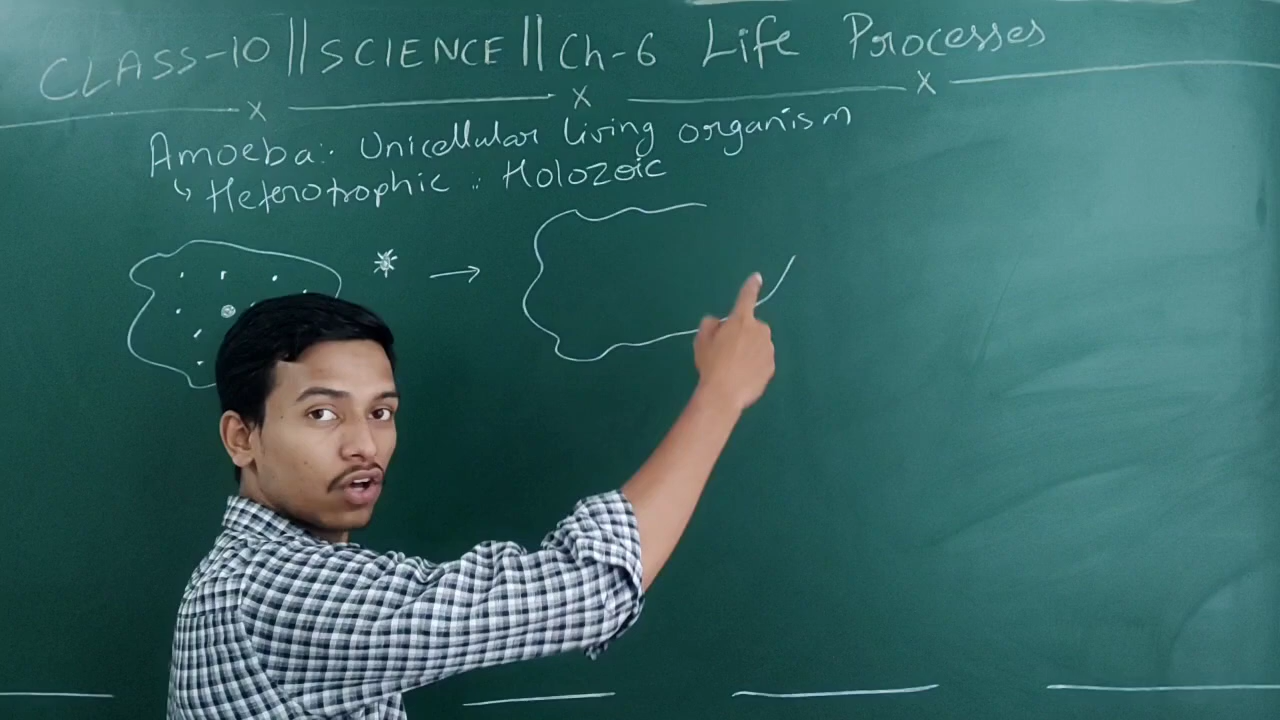 CLASS-10 || SCIENCE || Ch-6 Life Processes
Amoeba:. Unicellular living organism
↳ Heterotrophic :: Holozoic